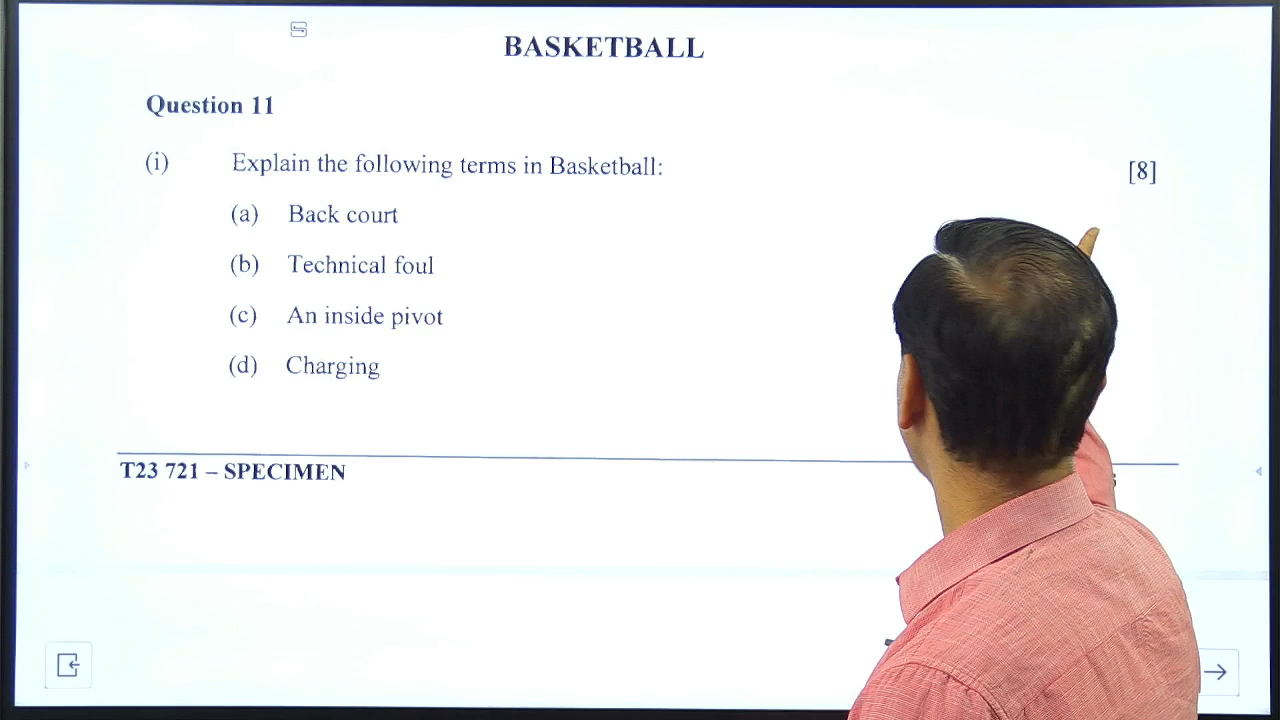 BASKETBALL
Question 11
(i) Explain the following terms in Basketball: [8]
(a) Back court
(b) Technical foul
(c) An inside pivot
(d) Charging
T23 721 – SPECIMEN